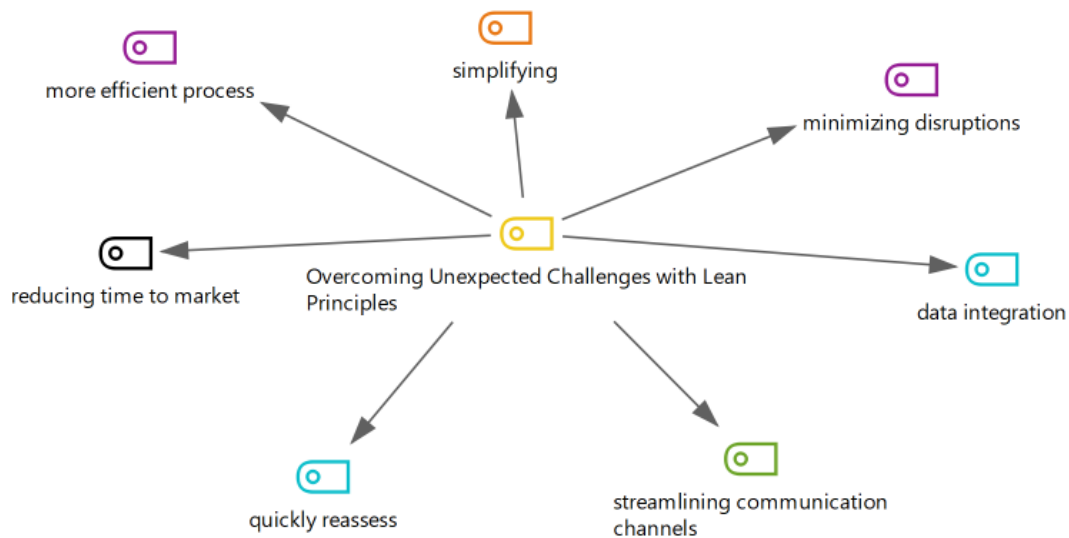 simplifying
more efficient process
minimizing disruptions
Overcoming Unexpected Challenges with Lean
Principles
reducing time to market
data integration
streamlining communication
channels
quickly reassess